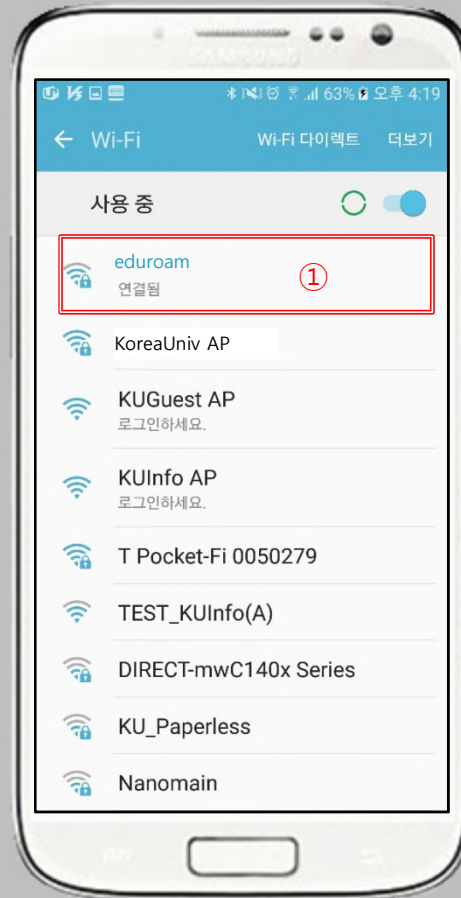 SAMSUNG
63% 오후 4:19
Wi-Fi Wi-Fi 다이렉트 더보기
사용 중
eduroam
연결됨
①
KoreaUniv AP
KUGuest AP
로그인하세요.
KUInfo AP
로그인하세요.
T Pocket-Fi 0050279
TEST_KUInfo(A)
DIRECT-mwC140x Series
KU_Paperless
Nanomain